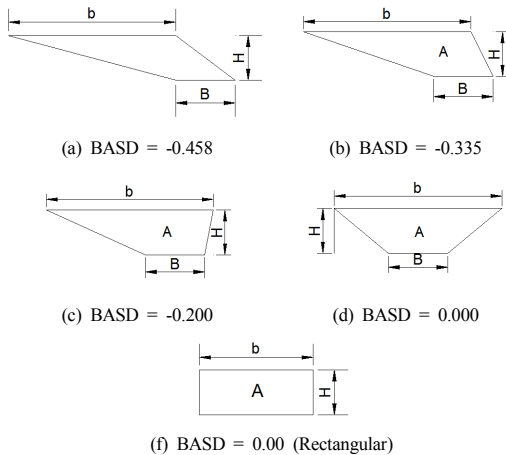 b
H
B
(a) BASD = -0.458
b
A
H
B
(b) BASD = -0.335
b
A
H
B
(c) BASD = -0.200
b
H
A
B
(d) BASD = 0.000
b
A
H
(f) BASD = 0.00 (Rectangular)